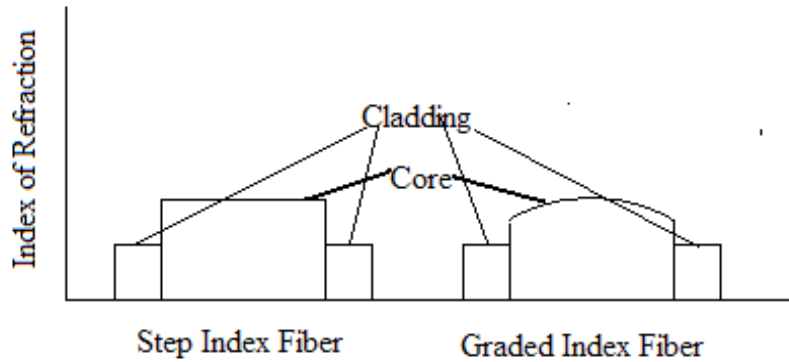 Index of Refraction
Cladding
Core
Step Index Fiber
Graded Index Fiber